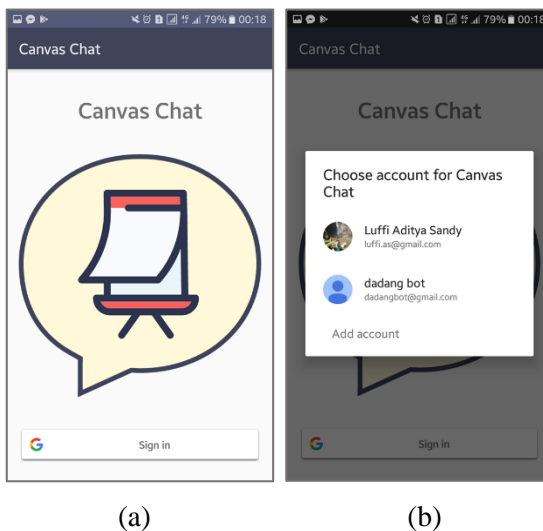 79% 00:18
Canvas Chat
Canvas Chat
Sign in
(a)
79% 00:18
Canvas Chat
Canvas Chat
Choose account for Canvas
Chat
Luffi Aditya Sandy
luffi.as@gmail.com
dadang bot
dadangbot@gmail.com
Add account
Sign in
(b)